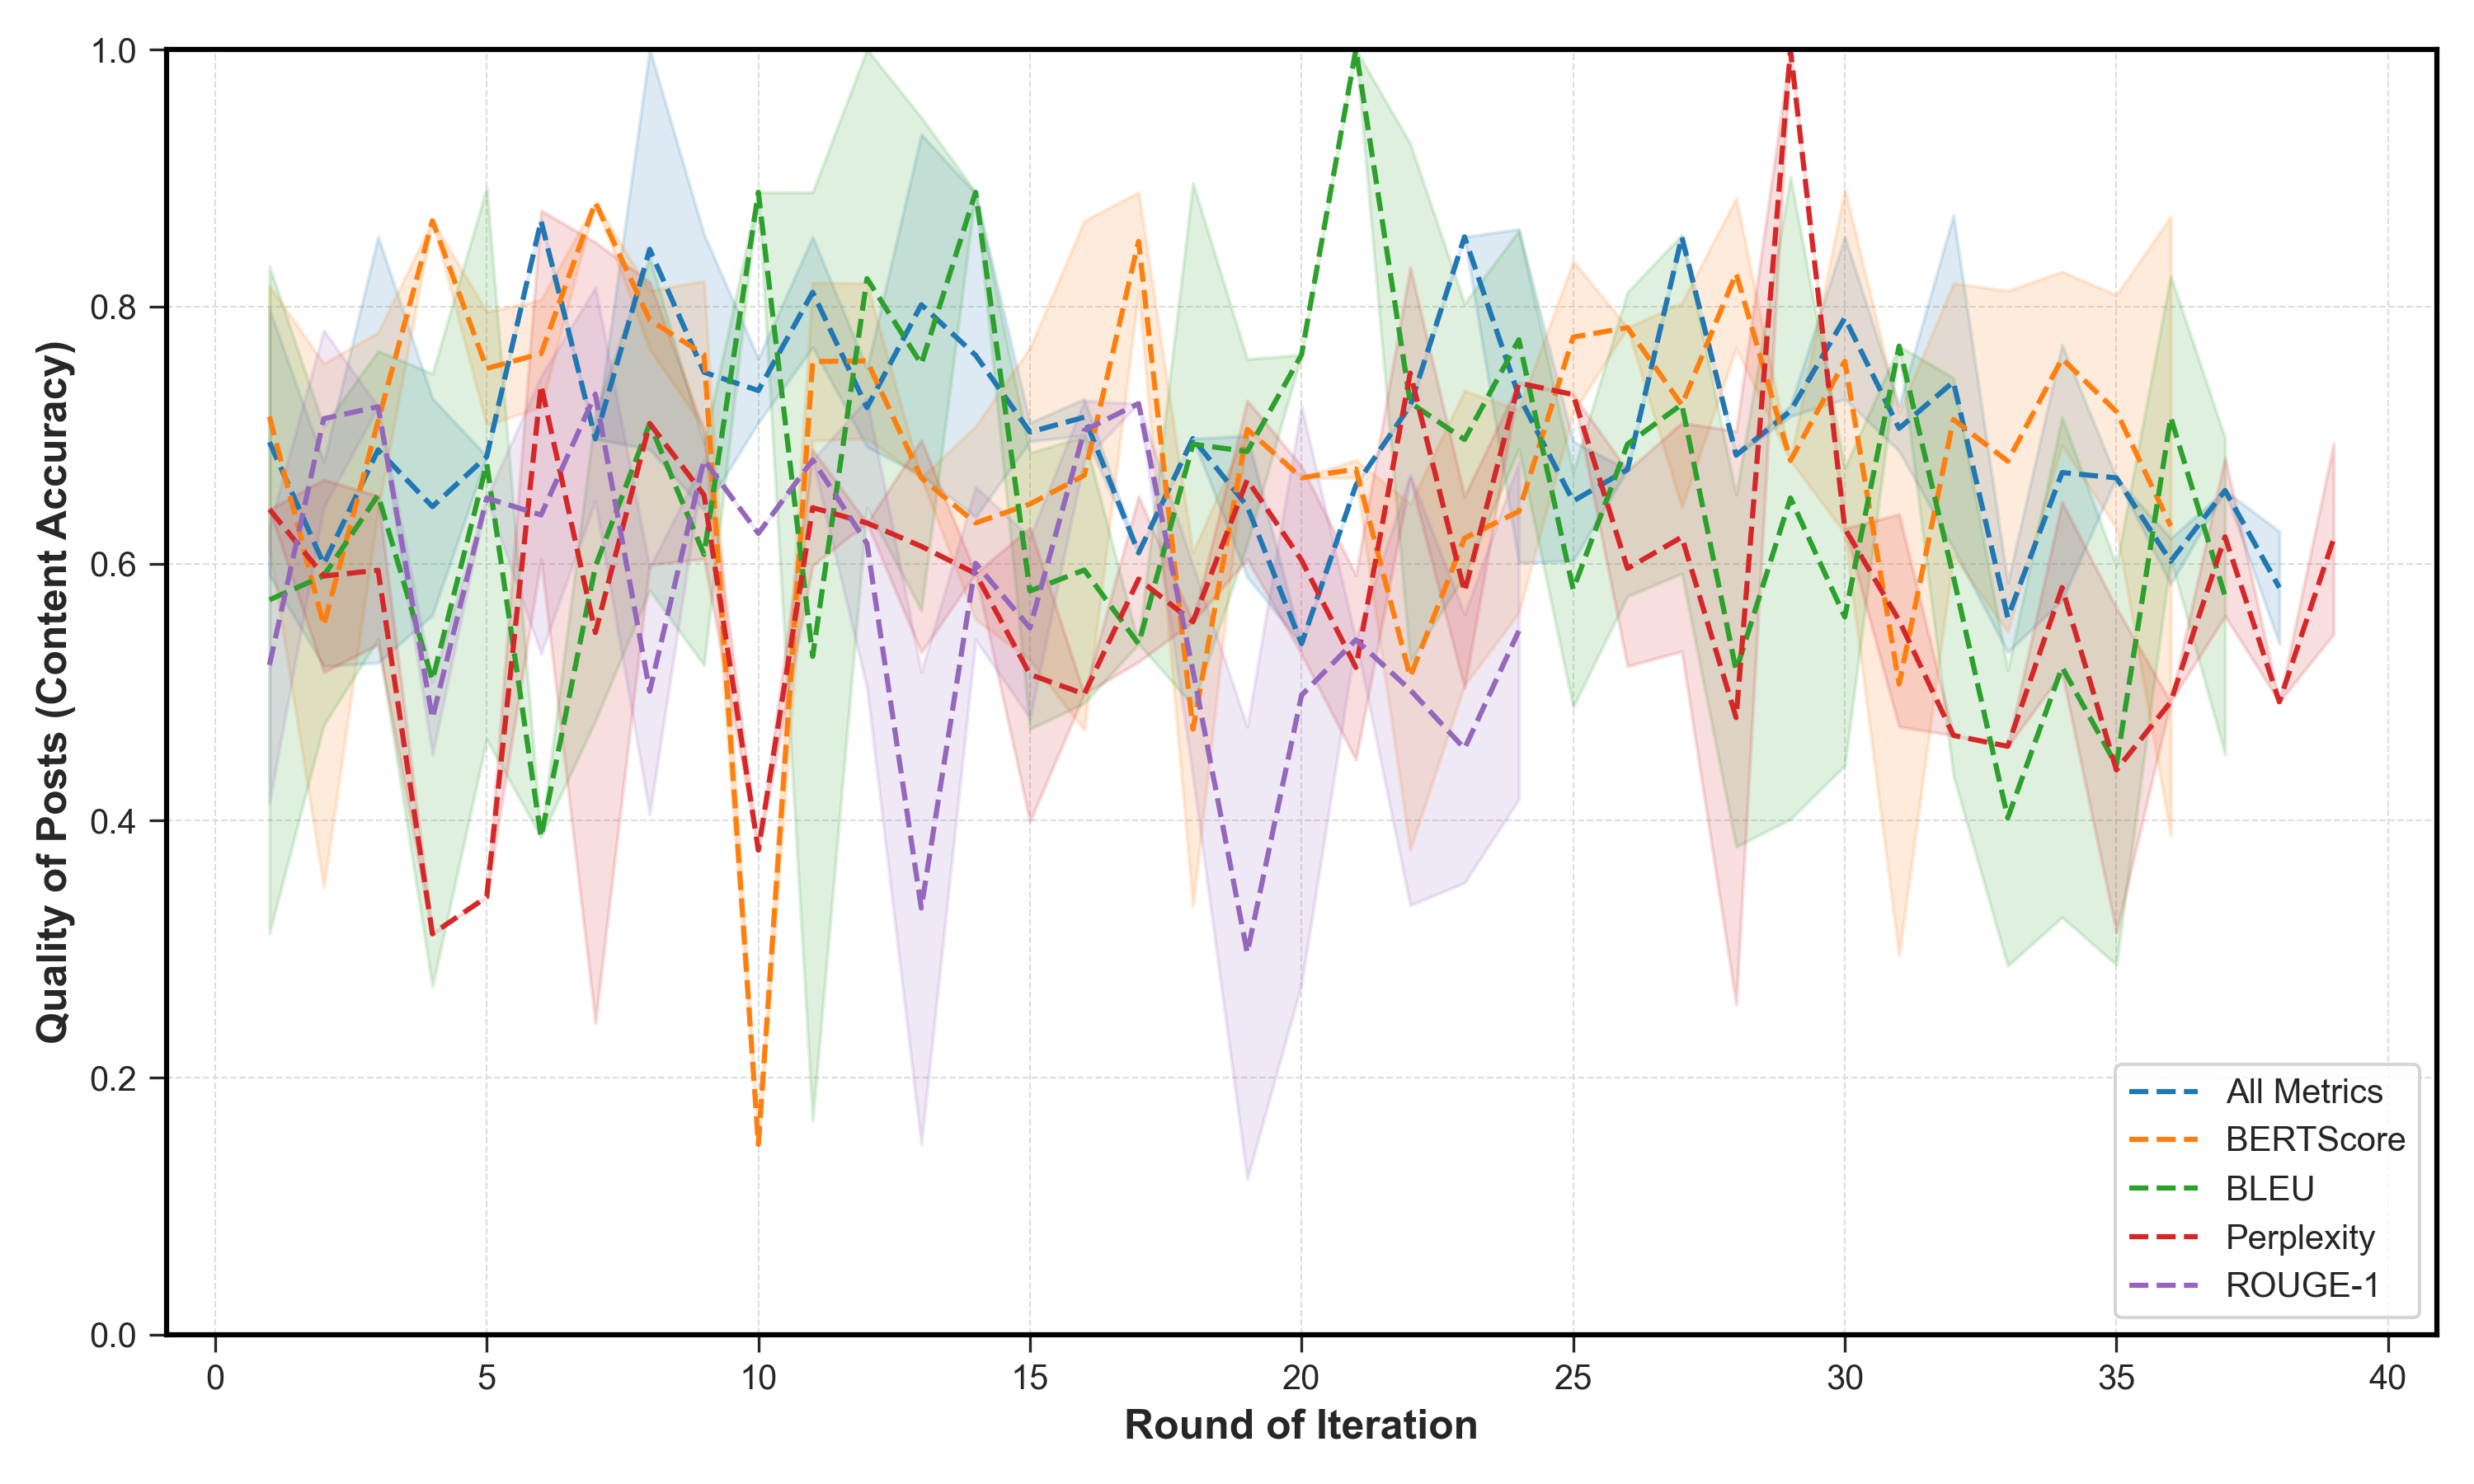 Quality of Posts (Content Accuracy)
1.0
0.8
0.6
0.4
0.2
0.0
0 5 10 15 20 25 30 35 40
Round of Iteration
All Metrics
BERTScore
BLEU
Perplexity
ROUGE-1